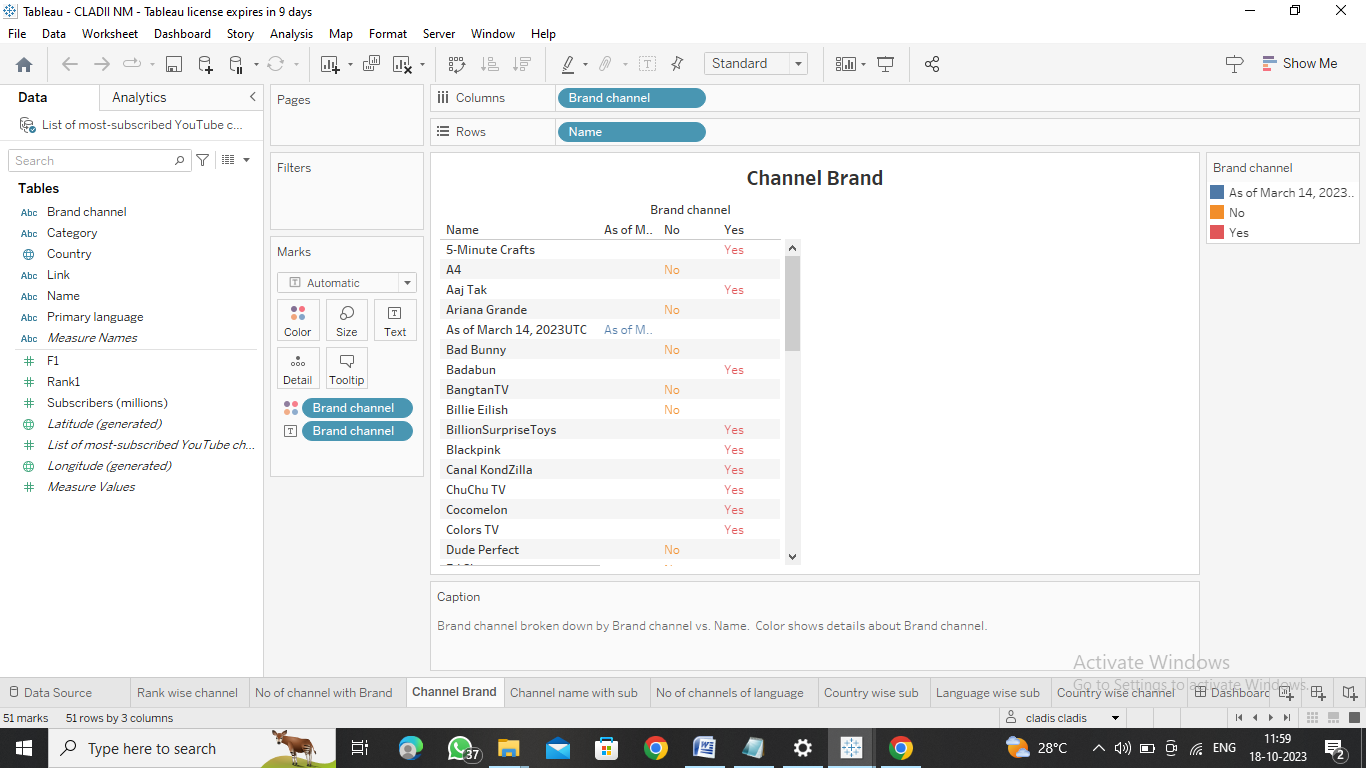 Tableau - CLADII NM - Tableau license expires in 9 days
File Data Worksheet Dashboard Story Analysis Map Format Server Window Help
Standard
Show Me
Data Analytics
List of most-subscribed YouTube c...
Search
Tables
Abc Brand channel
Abc Category
Country
Abc Link
Abc Name
Abc Primary language
Abc Measure Names
# F1
# Rank1
# Subscribers (millions)
Latitude (generated)
# List of most-subscribed YouTube ch...
Longitude (generated)
# Measure Values
Pages
Filters
Marks
T Automatic
Color Size Text
Detail Tooltip
Brand channel
Brand channel
Columns Brand channel
Rows Name
Channel Brand
Brand channel
Name As of M.. No Yes
5-Minute Crafts Yes
A4 No
Aaj Tak Yes
Ariana Grande No
As of March 14, 2023UTC As of M..
Bad Bunny No
Badabun Yes
BangtanTV No
Billie Eilish No
BillionSurpriseToys Yes
Blackpink Yes
Canal KondZilla Yes
ChuChu TV Yes
Cocomelon Yes
Colors TV Yes
Dude Perfect No
Brand channel
As of March 14, 2023..
No
Yes
Caption
Brand channel broken down by Brand channel vs. Name. Color shows details about Brand channel.
Activate Windows
Go to Settings to activate Windows.
Data Source Rank wise channel No of channel with Brand Channel Brand Channel name with sub No of channels of language Country wise sub Language wise sub Country wise channel Dashboard
51 marks 51 rows by 3 columns
cladis cladis
Type here to search
37
28°C
ENG
11:59
18-10-2023
2